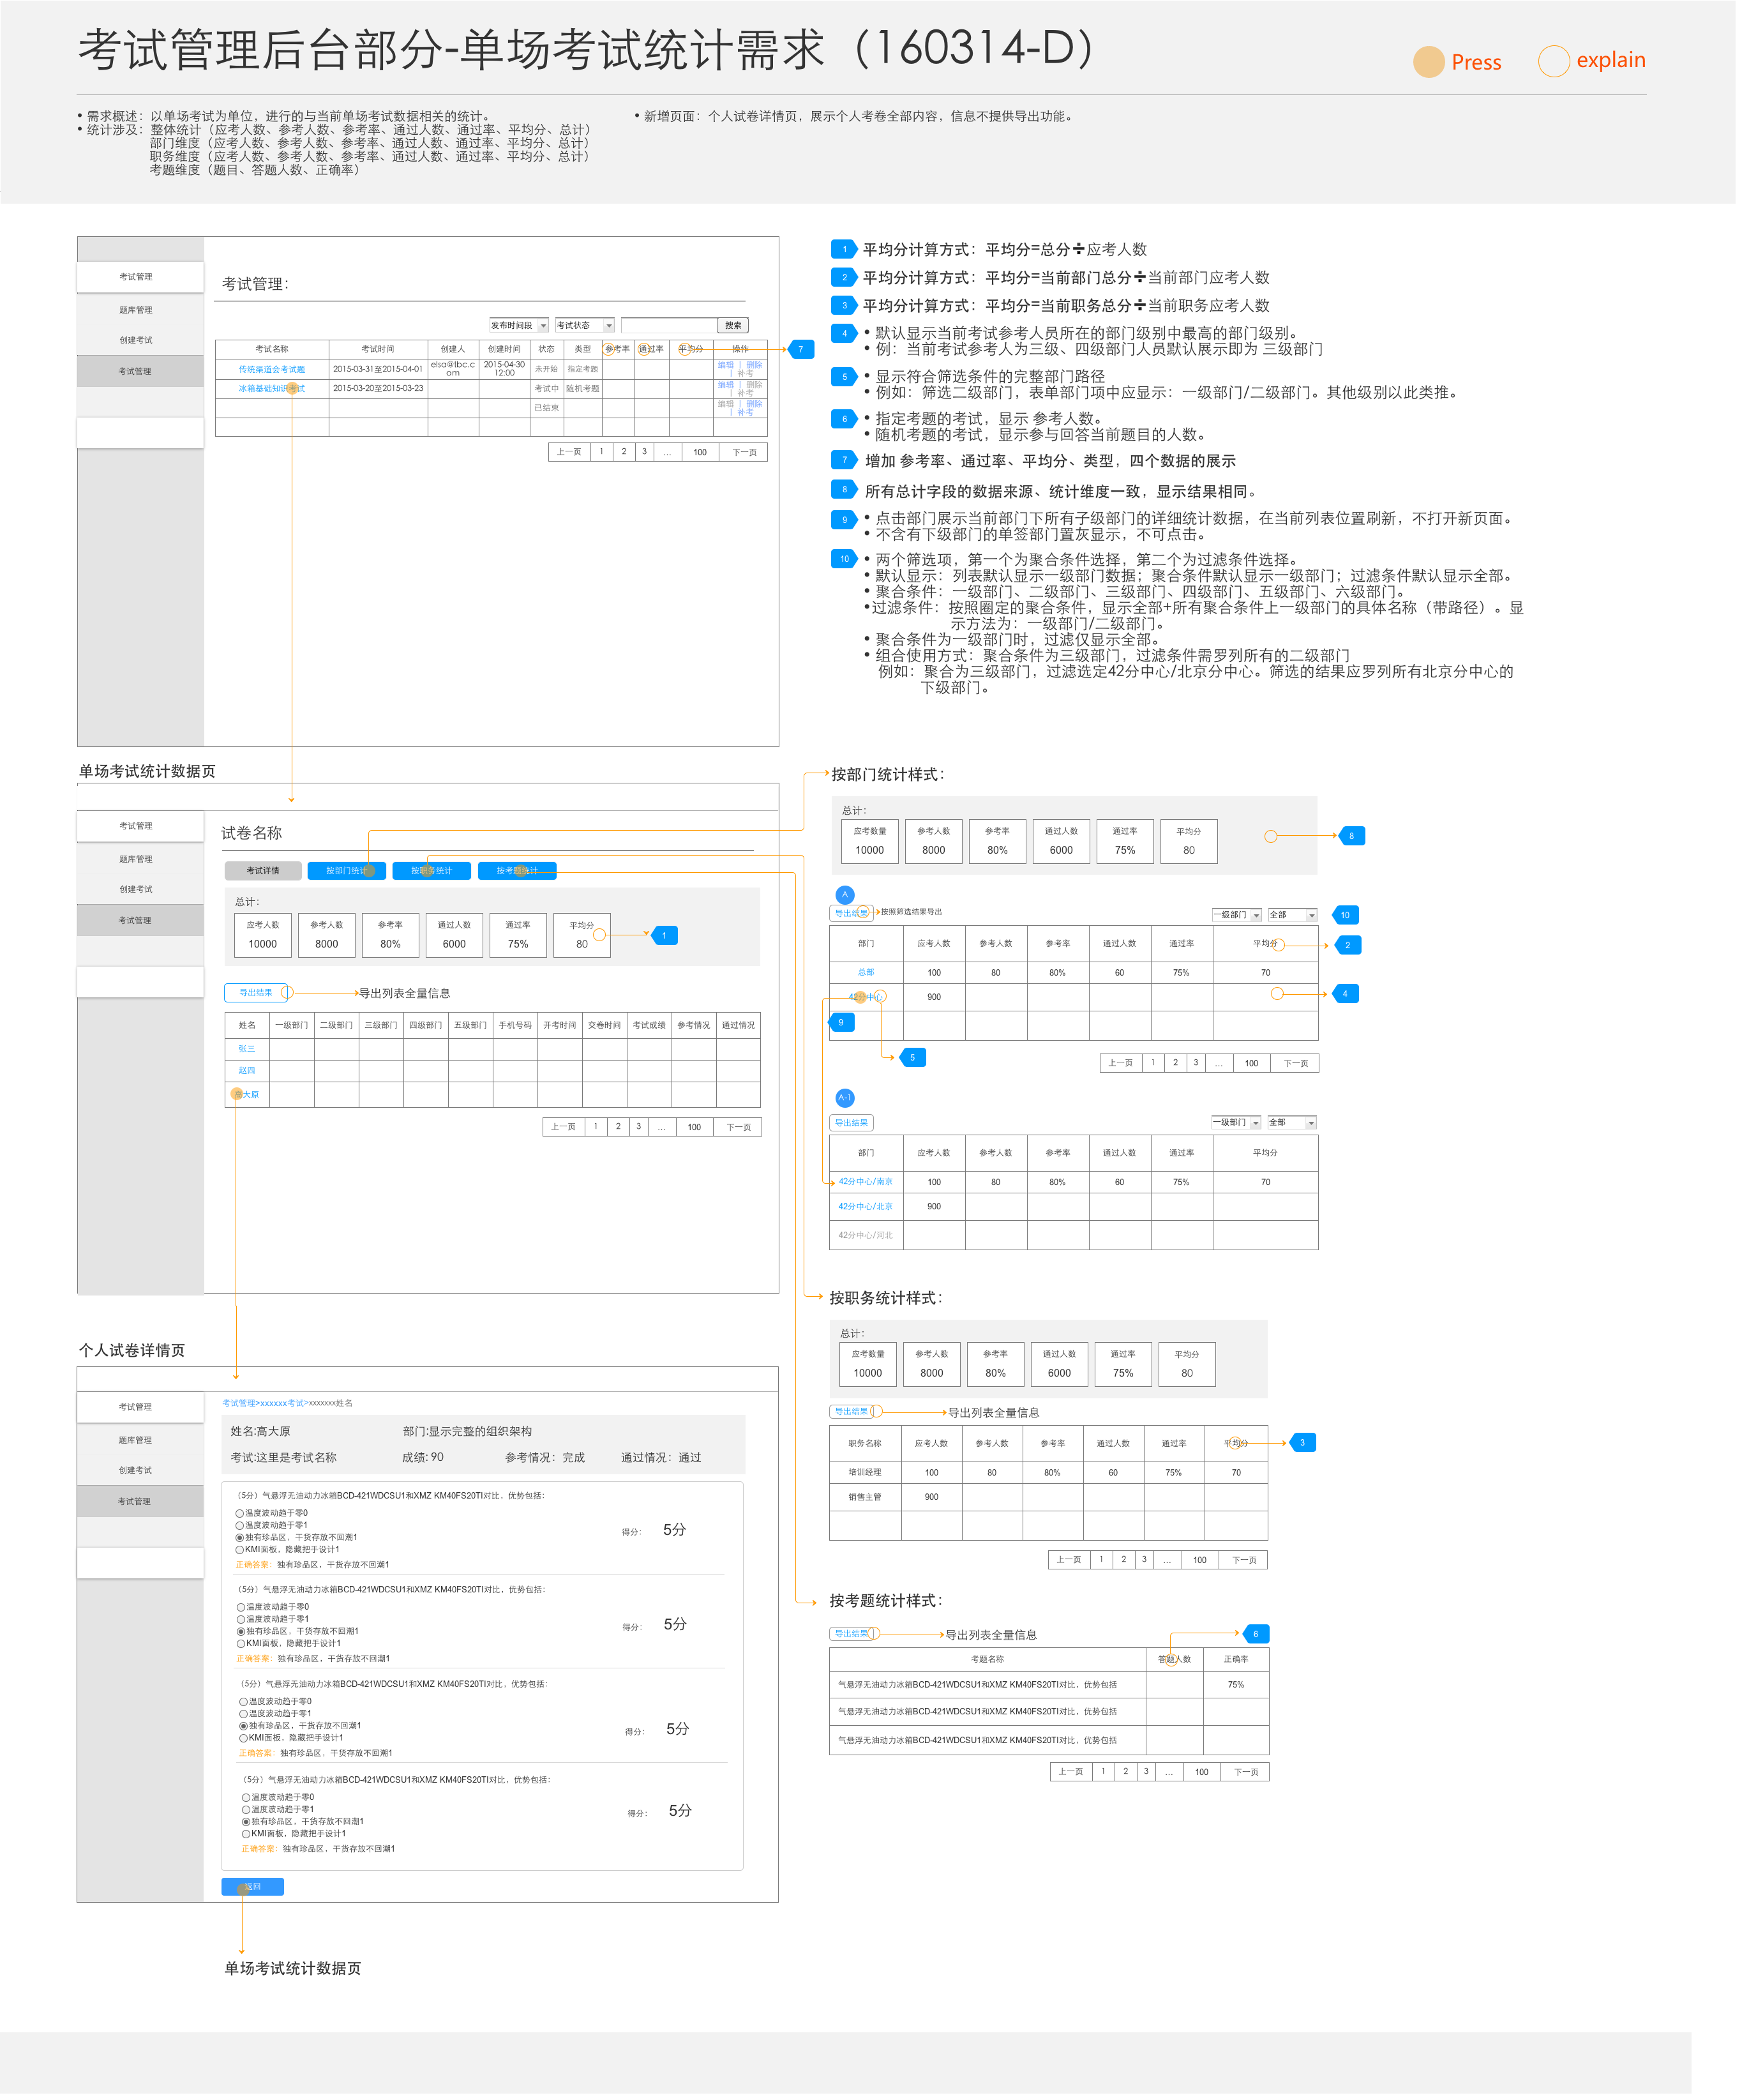 考试管理后台部分-单场考试统计需求（160314-D）
Press
explain
• 需求概述：以单场考试为单位，进行的与当前单场考试数据相关的统计。
• 统计涉及：整体统计（应考人数、参考人数、参考率、通过人数、通过率、平均分、总计）
部门维度（应考人数、参考人数、参考率、通过人数、通过率、平均分、总计）
职务维度（应考人数、参考人数、参考率、通过人数、通过率、平均分、总计）
考题维度（题目、答题人数、正确率）
• 新增页面：个人试卷详情页，展示个人考卷全部内容，信息不提供导出功能。
考试管理
题库管理
创建考试
考试管理
考试管理：
发布时间段 考试状态 搜索
考试名称 考试时间 创建人 创建时间 状态 类型 参考率 通过率 平均分 操作
传统渠道会考试题 2015-03-31至2015-04-01 elsa@tbc.com 2015-04-30 12:00 未开始 指定考题 编辑 | 删除 | 补考
冰箱基础知识考试 2015-03-20至2015-03-23 考试中 随机考题 编辑 | 删除 | 补考
已结束 编辑 | 删除 | 补考
上一页 1 2 3 ... 100 下一页
7
1 平均分计算方式：平均分=总分÷应考人数
2 平均分计算方式：平均分=当前部门总分÷当前部门应考人数
3 平均分计算方式：平均分=当前职务总分÷当前职务应考人数
4 • 默认显示当前考试参考人员所在的部门级别中最高的部门级别。
• 例：当前考试参考人为三级、四级部门人员默认展示即为 三级部门
5 • 显示符合筛选条件的完整部门路径
• 例如：筛选二级部门，表单部门项中应显示：一级部门/二级部门。其他级别以此类推。
6 • 指定考题的考试，显示 参考人数。
• 随机考题的考试，显示参与回答当前题目的人数。
7 增加 参考率、通过率、平均分、类型，四个数据的展示
8 所有总计字段的数据来源、统计维度一致，显示结果相同。
9 • 点击部门展示当前部门下所有子级部门的详细统计数据，在当前列表位置刷新，不打开新页面。
• 不含有下级部门的单签部门置灰显示，不可点击。
10 • 两个筛选项，第一个为聚合条件选择，第二个为过滤条件选择。
• 默认显示：列表默认显示一级部门数据；聚合条件默认显示一级部门；过滤条件默认显示全部。
• 聚合条件：一级部门、二级部门、三级部门、四级部门、五级部门、六级部门。
•过滤条件：按照圈定的聚合条件，显示全部+所有聚合条件上一级部门的具体名称（带路径）。显
示方法为：一级部门/二级部门。
• 聚合条件为一级部门时，过滤仅显示全部。
• 组合使用方式：聚合条件为三级部门，过滤条件需罗列所有的二级部门
例如：聚合为三级部门，过滤选定42分中心/北京分中心。筛选的结果应罗列所有北京分中心的
下级部门。
单场考试统计数据页
考试管理
题库管理
创建考试
考试管理
试卷名称
考试详情 按部门统计 按职务统计 按考题统计
总计：
应考人数 参考人数 参考率 通过人数 通过率 平均分
10000 8000 80% 6000 75% 80
1
导出结果 导出列表全量信息
姓名 一级部门 二级部门 三级部门 四级部门 五级部门 手机号码 开考时间 交卷时间 考试成绩 参考情况 通过情况
张三
赵四
高大原
上一页 1 2 3 ... 100 下一页
按部门统计样式：
总计：
应考数量 参考人数 参考率 通过人数 通过率 平均分
10000 8000 80% 6000 75% 80
8
A
导出结果 按照筛选结果导出 一级部门 全部 10
部门 应考人数 参考人数 参考率 通过人数 通过率 平均分 2
总部 100 80 80% 60 75% 70
42分中心 900 4
9
5
上一页 1 2 3 ... 100 下一页
A-1
导出结果 一级部门 全部
部门 应考人数 参考人数 参考率 通过人数 通过率 平均分
42分中心/南京 100 80 80% 60 75% 70
42分中心/北京 900
42分中心/河北
按职务统计样式：
总计：
应考数量 参考人数 参考率 通过人数 通过率 平均分
10000 8000 80% 6000 75% 80
导出结果 导出列表全量信息
职务名称 应考人数 参考人数 参考率 通过人数 通过率 平均分 3
培训经理 100 80 80% 60 75% 70
销售主管 900
上一页 1 2 3 ... 100 下一页
按考题统计样式：
导出结果 导出列表全量信息 6
考题名称 答题人数 正确率
气悬浮无油动力冰箱BCD-421WDCSU1和XMZ KM40FS20TI对比，优势包括 75%
气悬浮无油动力冰箱BCD-421WDCSU1和XMZ KM40FS20TI对比，优势包括
气悬浮无油动力冰箱BCD-421WDCSU1和XMZ KM40FS20TI对比，优势包括
上一页 1 2 3 ... 100 下一页
个人试卷详情页
考试管理
题库管理
创建考试
考试管理
考试管理>xxxxxx考试>xxxxxxx姓名
姓名:高大原 部门:显示完整的组织架构
考试:这里是考试名称 成绩: 90 参考情况：完成 通过情况：通过
（5分）气悬浮无油动力冰箱BCD-421WDCSU1和XMZ KM40FS20TI对比，优势包括：
温度波动趋于零0
温度波动趋于零1
独有珍品区，干货存放不回潮1
KMI面板，隐藏把手设计1
正确答案： 独有珍品区，干货存放不回潮1
得分： 5分
（5分）气悬浮无油动力冰箱BCD-421WDCSU1和XMZ KM40FS20TI对比，优势包括：
温度波动趋于零0
温度波动趋于零1
独有珍品区，干货存放不回潮1
KMI面板，隐藏把手设计1
正确答案： 独有珍品区，干货存放不回潮1
得分： 5分
（5分）气悬浮无油动力冰箱BCD-421WDCSU1和XMZ KM40FS20TI对比，优势包括：
温度波动趋于零0
温度波动趋于零1
独有珍品区，干货存放不回潮1
KMI面板，隐藏把手设计1
正确答案： 独有珍品区，干货存放不回潮1
得分： 5分
（5分）气悬浮无油动力冰箱BCD-421WDCSU1和XMZ KM40FS20TI对比，优势包括：
温度波动趋于零0
温度波动趋于零1
独有珍品区，干货存放不回潮1
KMI面板，隐藏把手设计1
正确答案： 独有珍品区，干货存放不回潮1
得分： 5分
返回
单场考试统计数据页